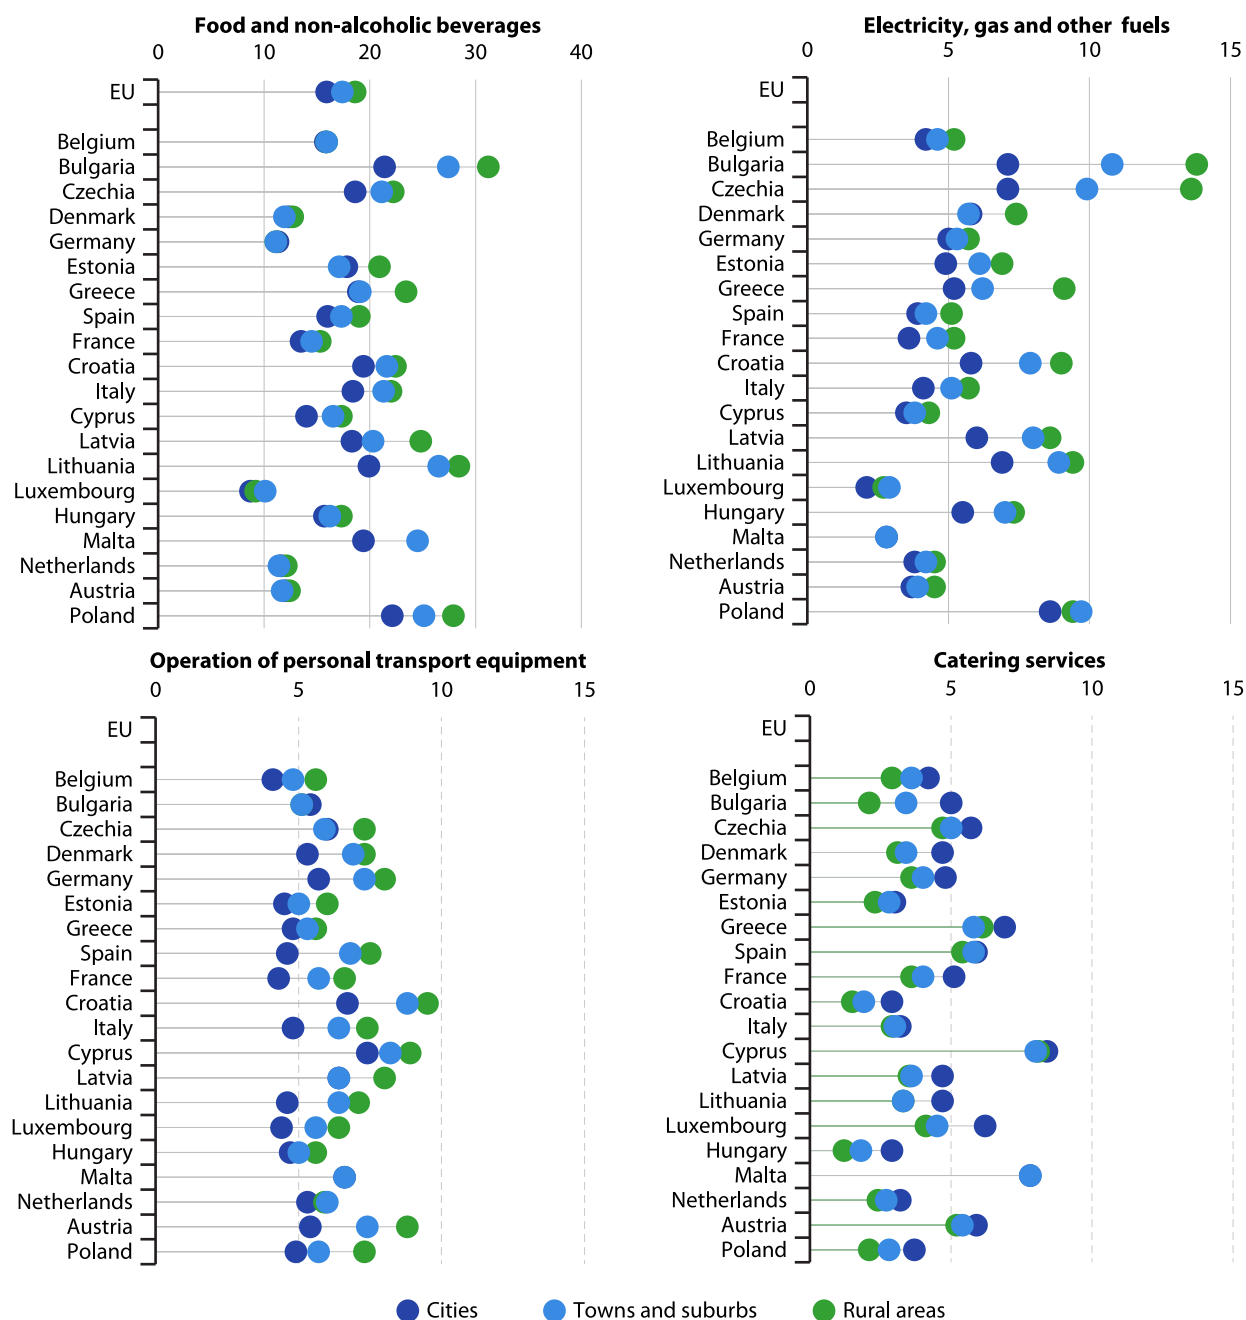 Food and non-alcoholic beverages
0 10 20 30 40
EU
Belgium
Bulgaria
Czechia
Denmark
Germany
Estonia
Greece
Spain
France
Croatia
Italy
Cyprus
Latvia
Lithuania
Luxembourg
Hungary
Malta
Netherlands
Austria
Poland
Electricity, gas and other fuels
0 5 10 15
EU
Belgium
Bulgaria
Czechia
Denmark
Germany
Estonia
Greece
Spain
France
Croatia
Italy
Cyprus
Latvia
Lithuania
Luxembourg
Hungary
Malta
Netherlands
Austria
Poland
Operation of personal transport equipment
0 5 10 15
EU
Belgium
Bulgaria
Czechia
Denmark
Germany
Estonia
Greece
Spain
France
Croatia
Italy
Cyprus
Latvia
Lithuania
Luxembourg
Hungary
Malta
Netherlands
Austria
Poland
Catering services
0 5 10 15
EU
Belgium
Bulgaria
Czechia
Denmark
Germany
Estonia
Greece
Spain
France
Croatia
Italy
Cyprus
Latvia
Lithuania
Luxembourg
Hungary
Malta
Netherlands
Austria
Poland
Cities Towns and suburbs Rural areas